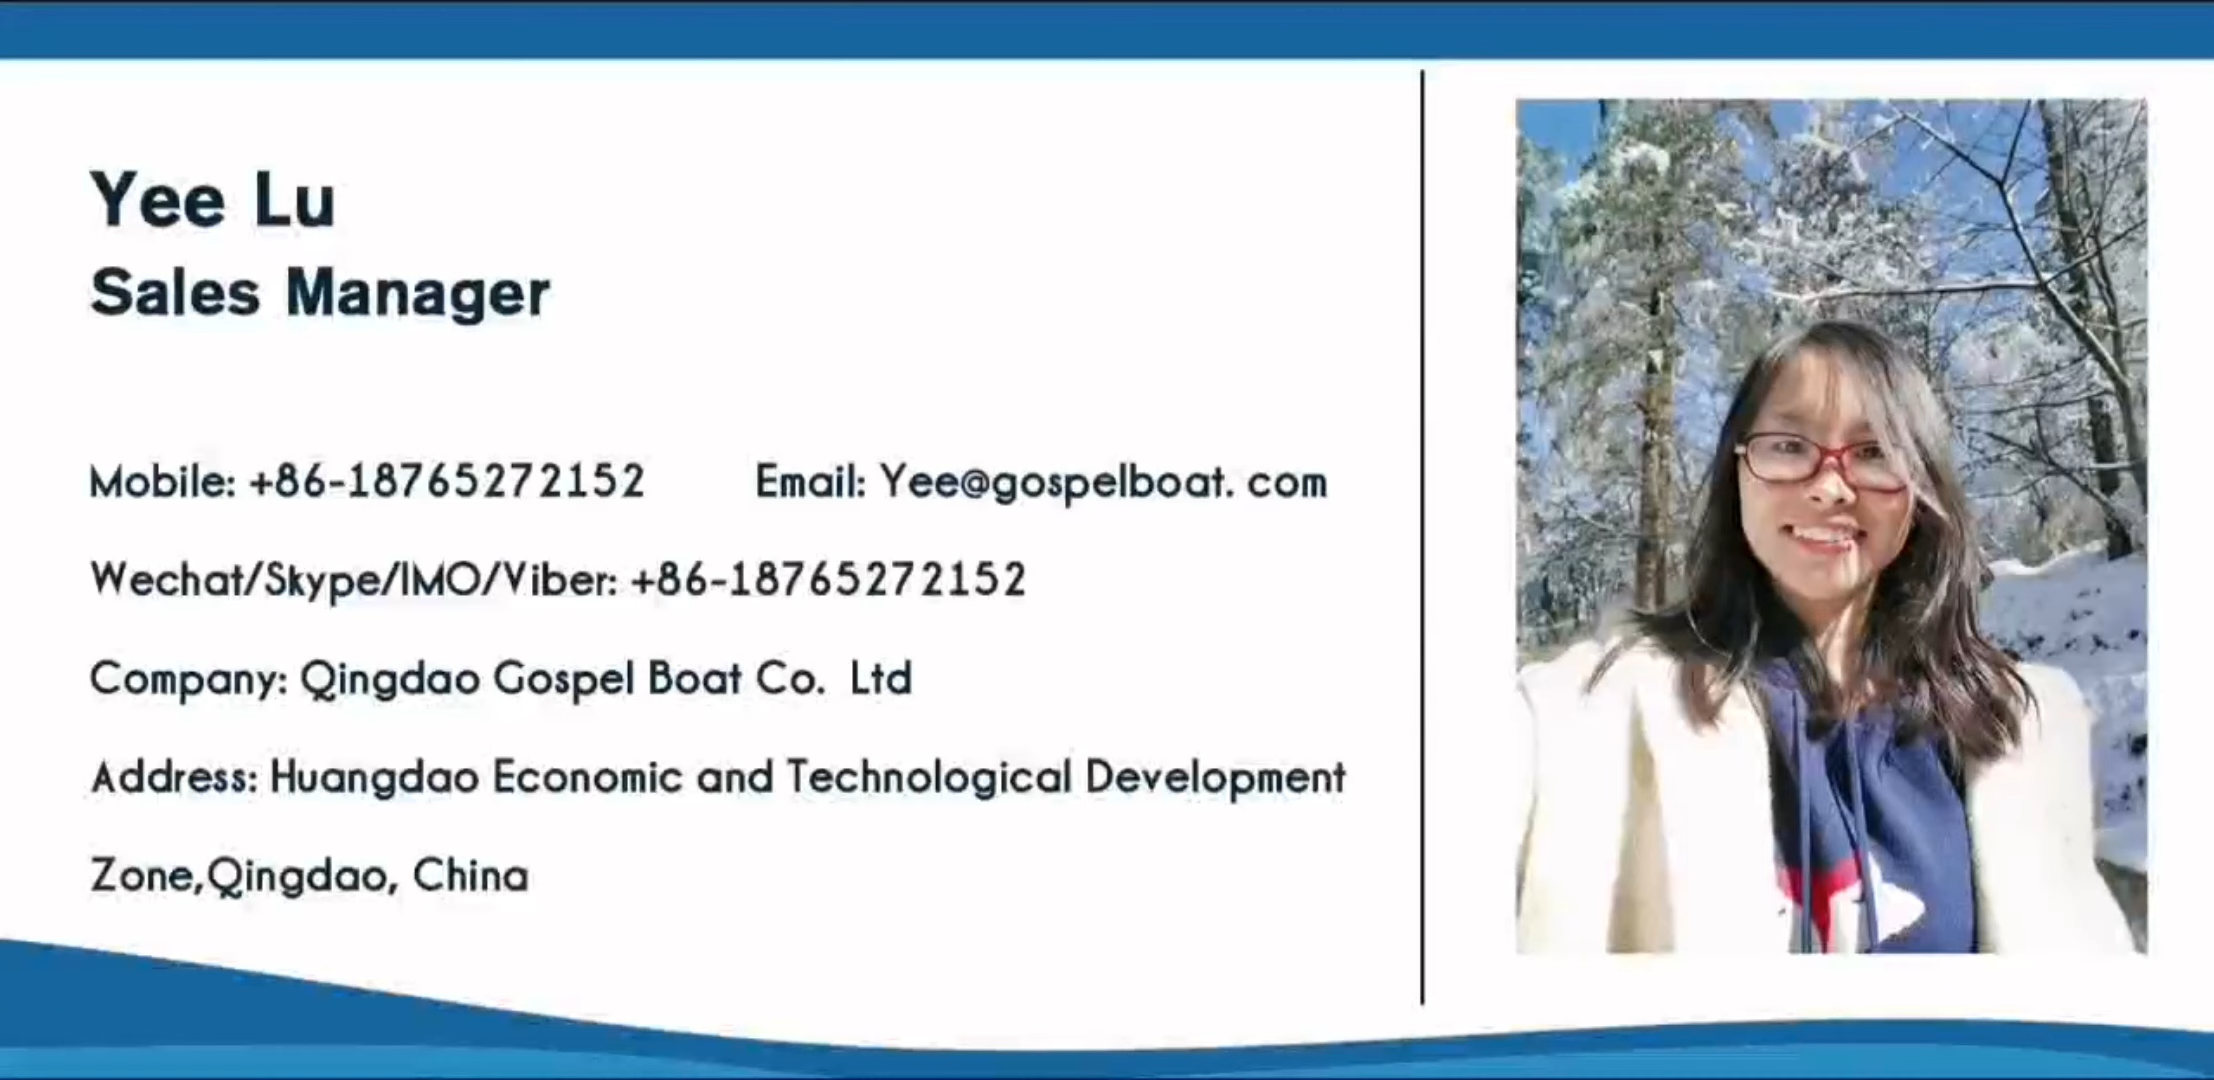 Yee Lu
Sales Manager
Mobile: +86-18765272152 Email: Yee@gospelboat. com
Wechat/Skype/IMO/Viber: +86-18765272152
Company: Qingdao Gospel Boat Co. Ltd
Address: Huangdao Economic and Technological Development
Zone,Qingdao, China